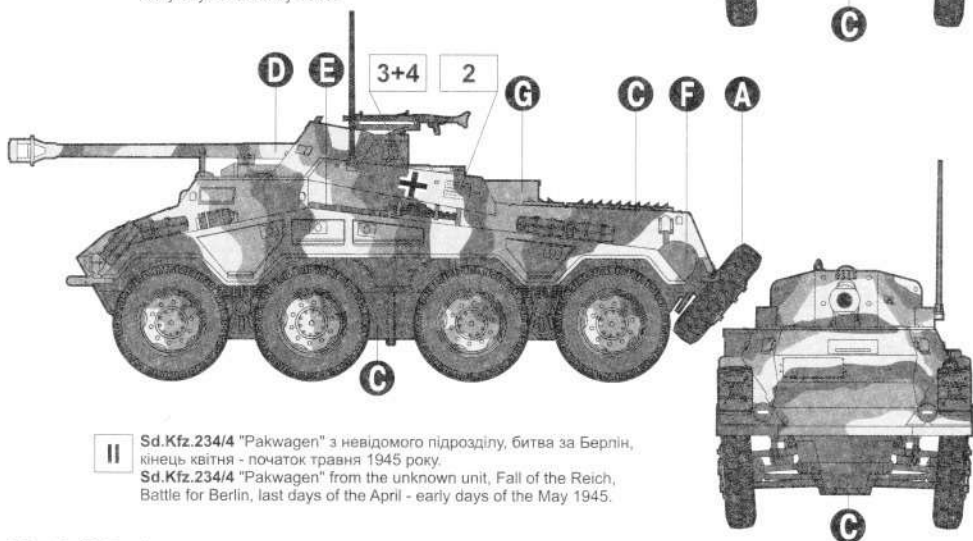 C
D E 3+4 2 G C F A
C
II
Sd.Kfz.234/4 "Pakwagen" з невідомого підрозділу, битва за Берлін,
кінець квітня - початок травня 1945 року.
Sd.Kfz.234/4 "Pakwagen" from the unknown unit, Fall of the Reich,
Battle for Berlin, last days of the April - early days of the May 1945.
C